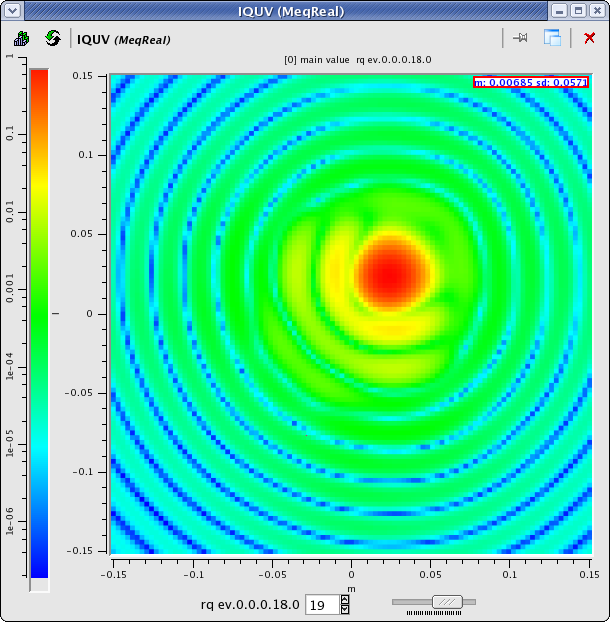 IQUV (MeqReal)
IQUV (MeqReal)
[0] main value rq ev.0.0.0.18.0
m: 0.00685 sd: 0.0571
1
0.1
0.01
0.001
1e-04
1e-05
1e-06
0.15
0.1
0.05
0
-0.05
-0.1
-0.15
-0.15 -0.1 -0.05 0 0.05 0.1 0.15
m
rq ev.0.0.0.18.0 19